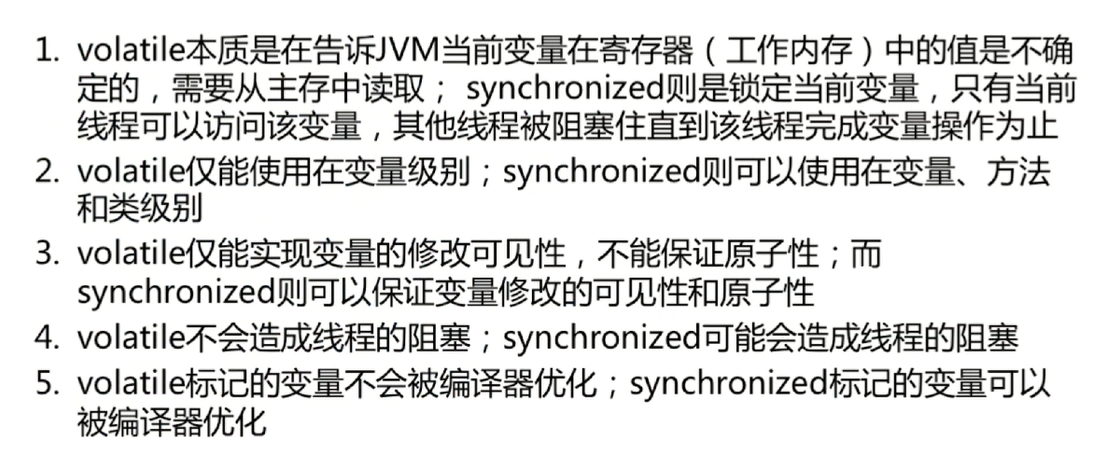 1. volatile本质是在告诉JVM当前变量在寄存器（工作内存）中的值是不确
定的，需要从主存中读取； synchronized则是锁定当前变量，只有当前
线程可以访问该变量，其他线程被阻塞住直到该线程完成变量操作为止
2. volatile仅能使用在变量级别；synchronized则可以使用在变量、方法
和类级别
3. volatile仅能实现变量的修改可见性，不能保证原子性；而
synchronized则可以保证变量修改的可见性和原子性
4. volatile不会造成线程的阻塞；synchronized可能会造成线程的阻塞
5. volatile标记的变量不会被编译器优化；synchronized标记的变量可以
被编译器优化